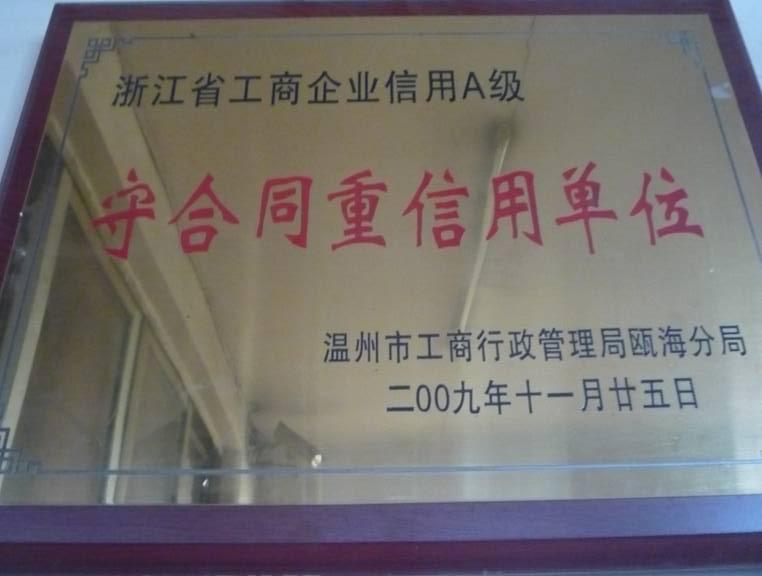 浙江省工商企业信用A级
守合同重信用单位
温州市工商行政管理局瓯海分局
二00九年十一月廿五日